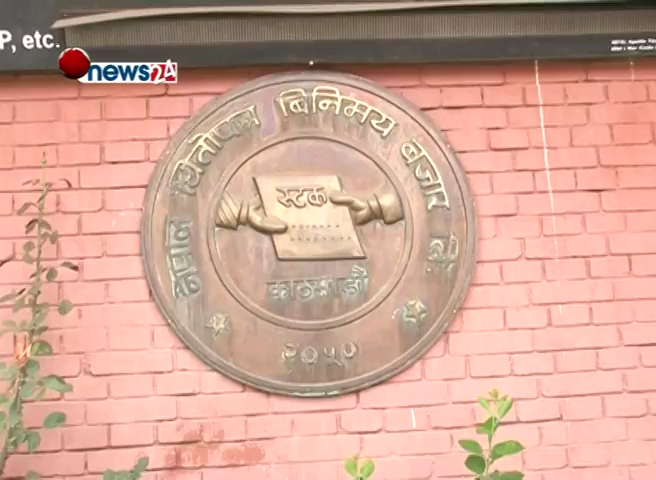 P, etc.
news24
नेपाल धितोपत्र विनिमय बजार लि.
स्टक
काठमाडौं
२०५०